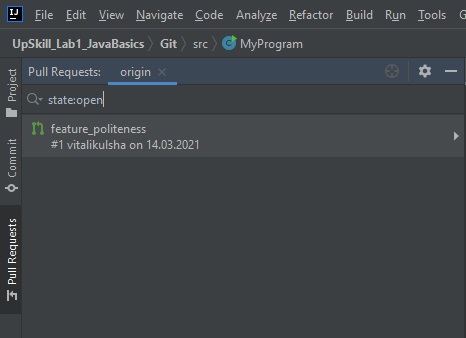 IJ File Edit View Navigate Code Analyze Refactor Build Run Tools G
UpSkill_Lab1_JavaBasics Git src MyProgram
Pull Requests: origin
state:open
feature_politeness
#1 vitalikulsha on 14.03.2021
Project
Commit
Pull Requests